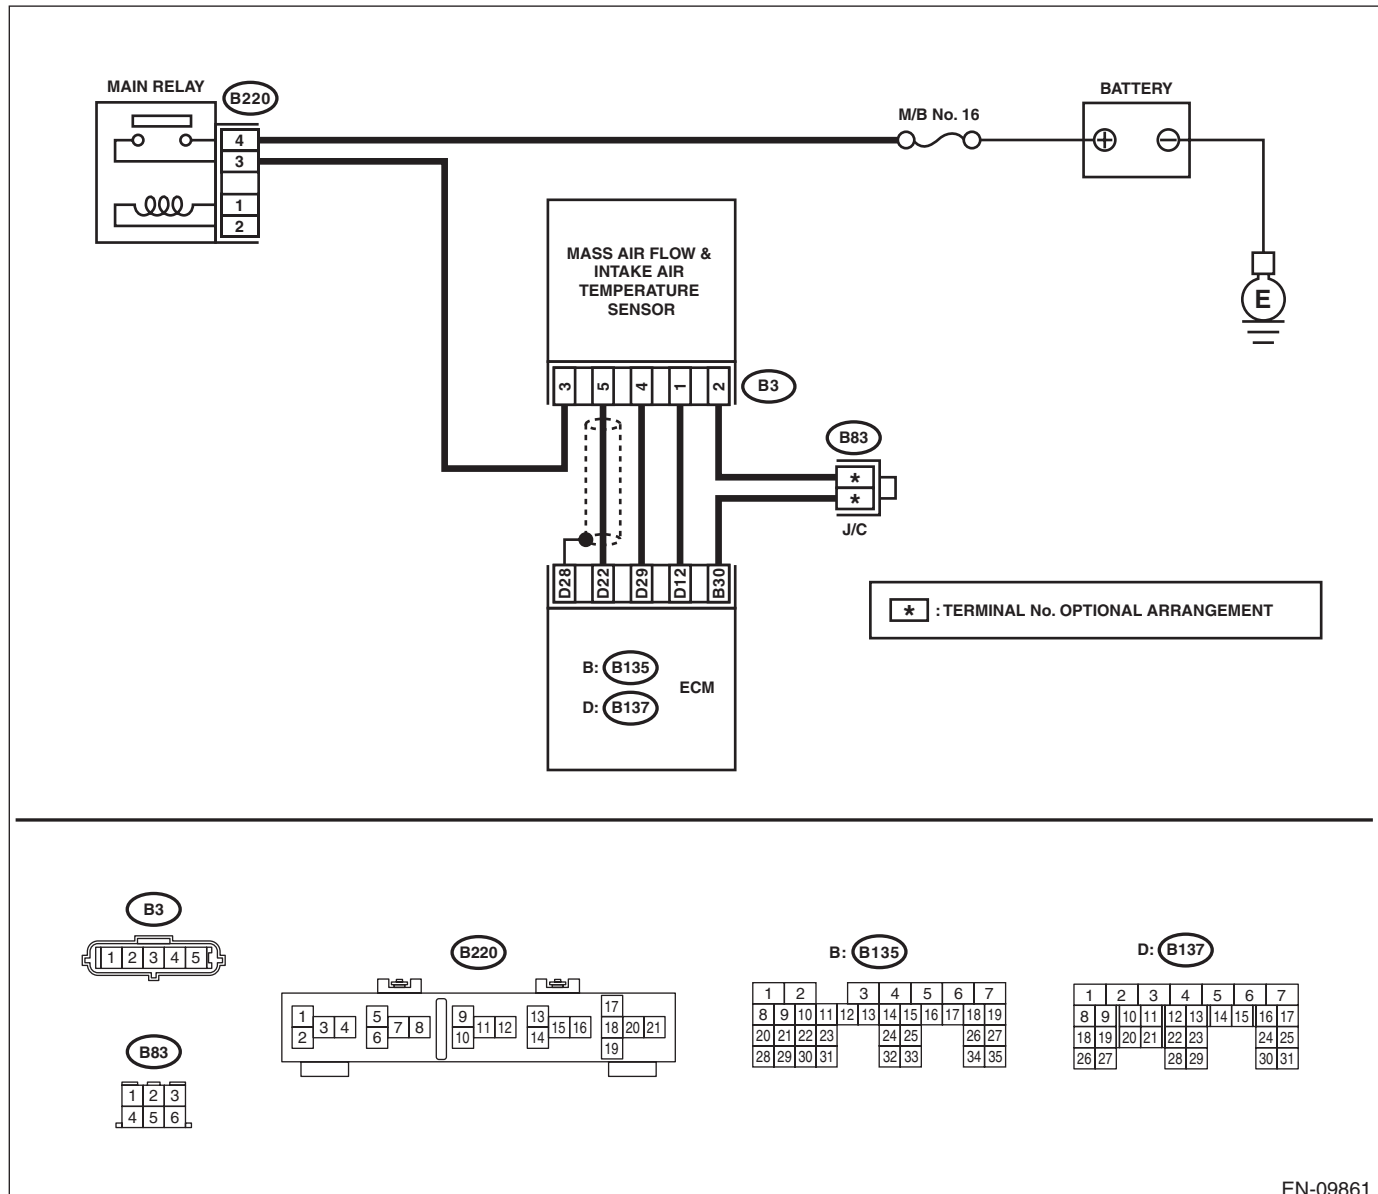 MAIN RELAY
B220
4
3
1
2
M/B No. 16
BATTERY
E
MASS AIR FLOW &
INTAKE AIR
TEMPERATURE
SENSOR
3 5 4 1 2
B3
B83
*
*
J/C
D28 D22 D29 D12 B30
* : TERMINAL No. OPTIONAL ARRANGEMENT
B: B135
ECM
D: B137
B3
1 2 3 4 5
B83
1 2 3
4 5 6
B220
1 2 3 4
5 6 7 8
9 10 11 12
13 14 15 16
17 18 19 20 21
B: B135
1 2 3 4 5 6 7
8 9 10 11 12 13 14 15 16 17 18 19
20 21 22 23 24 25 26 27
28 29 30 31 32 33 34 35
D: B137
1 2 3 4 5 6 7
8 9 10 11 12 13 14 15 16 17
18 19 20 21 22 23 24 25
26 27 28 29 30 31
EN-09861